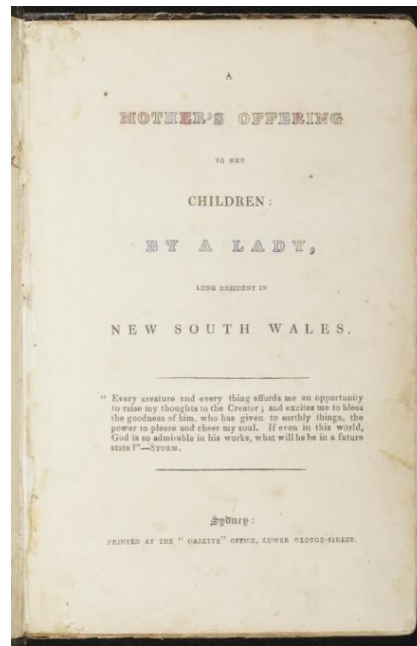 A
MOTHER'S OFFERING
TO HER
CHILDREN:
BY A LADY,
LONG RESIDENT IN
NEW SOUTH WALES.
" Every creature and every thing affords me an opportunity
to raise my thoughts to the Creator ; and excites me to bless
the goodness of him, who has given to earthly things, the
power to please and cheer my soul. If even in this world,
God is so admirable in his works, what will he be in a future
state ?"—STURM.
Sydney:
PRINTED AT THE " GAZETTE" OFFICE, LOWER GEORGE-STREET.